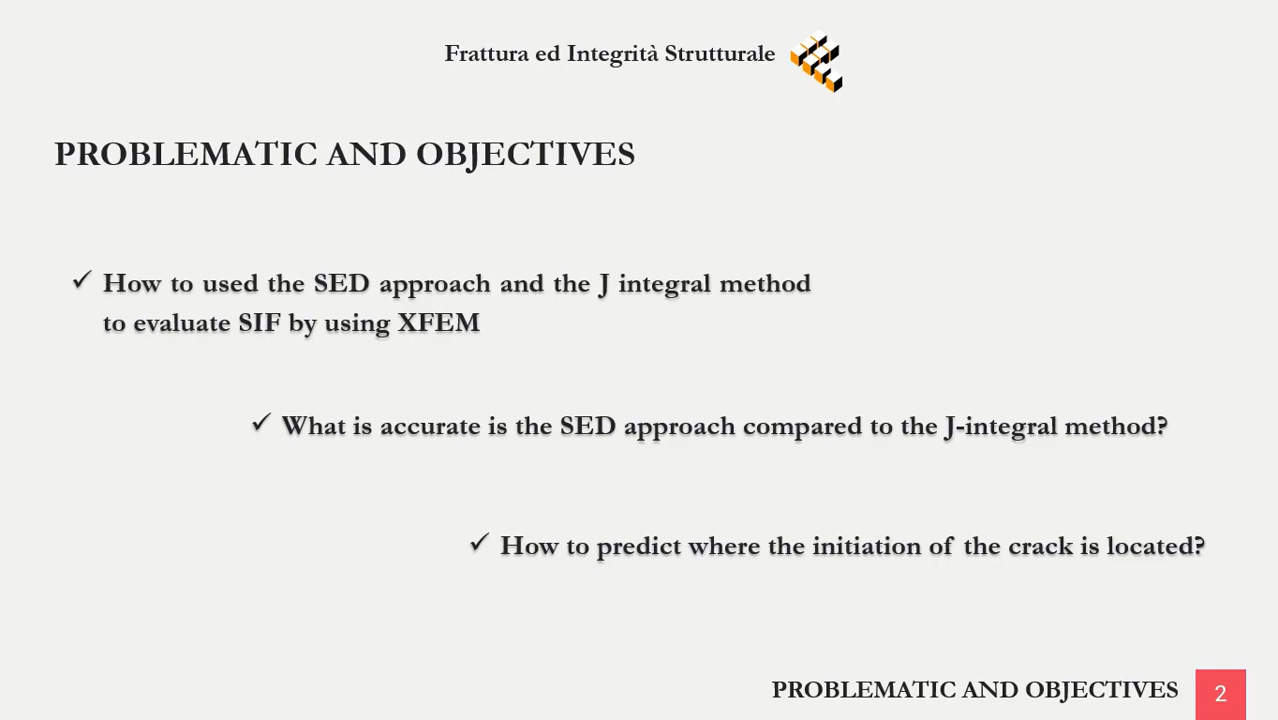 Frattura ed Integrità Strutturale
PROBLEMATIC AND OBJECTIVES
✓ How to used the SED approach and the J integral method
to evaluate SIF by using XFEM
✓ What is accurate is the SED approach compared to the J-integral method?
✓ How to predict where the initiation of the crack is located?
PROBLEMATIC AND OBJECTIVES 2